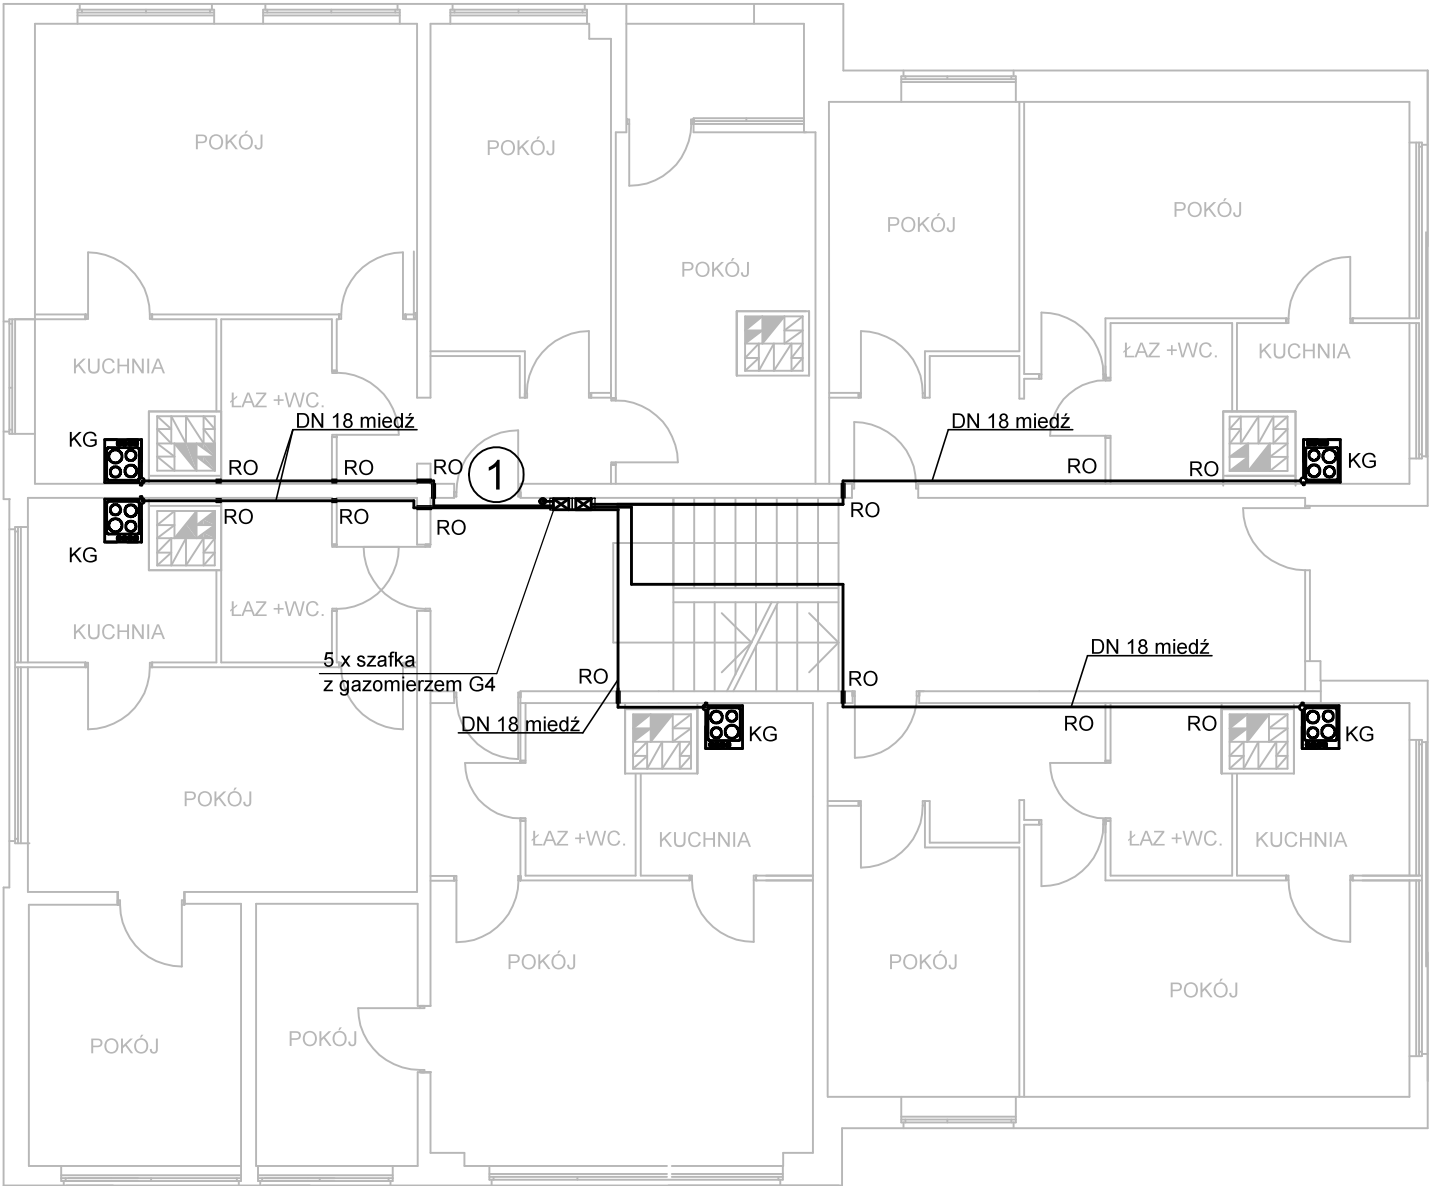 POKÓJ
POKÓJ
POKÓJ
POKÓJ
POKÓJ
KUCHNIA
ŁAZ +WC.
ŁAZ +WC.
KUCHNIA
DN 18 miedź
DN 18 miedź
KG
RO
RO
RO
1
RO
RO
KG
KG
RO
RO
RO
RO
KUCHNIA
ŁAZ +WC.
5 x szafka
z gazomierzem G4
DN 18 miedź
RO
RO
DN 18 miedź
KG
RO
RO
KG
POKÓJ
ŁAZ +WC.
KUCHNIA
ŁAZ +WC.
KUCHNIA
POKÓJ
POKÓJ
POKÓJ
POKÓJ
POKÓJ